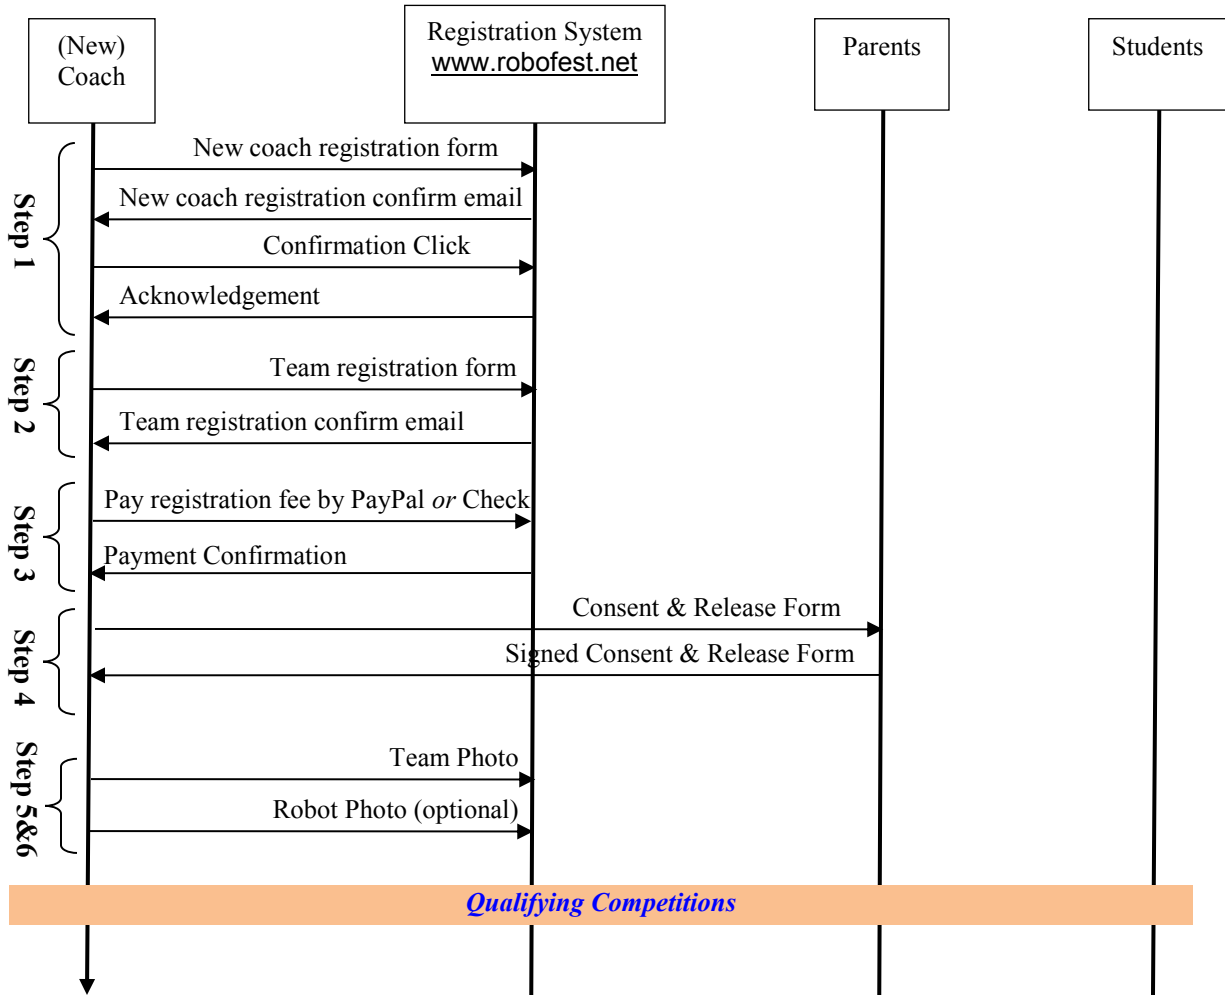 (New)
Coach
Registration System
www.robofest.net
Parents
Students
Step 1
New coach registration form
New coach registration confirm email
Confirmation Click
Acknowledgement
Step 2
Team registration form
Team registration confirm email
Step 3
Pay registration fee by PayPal or Check
Payment Confirmation
Step 4
Consent & Release Form
Signed Consent & Release Form
Step 5&6
Team Photo
Robot Photo (optional)
Qualifying Competitions